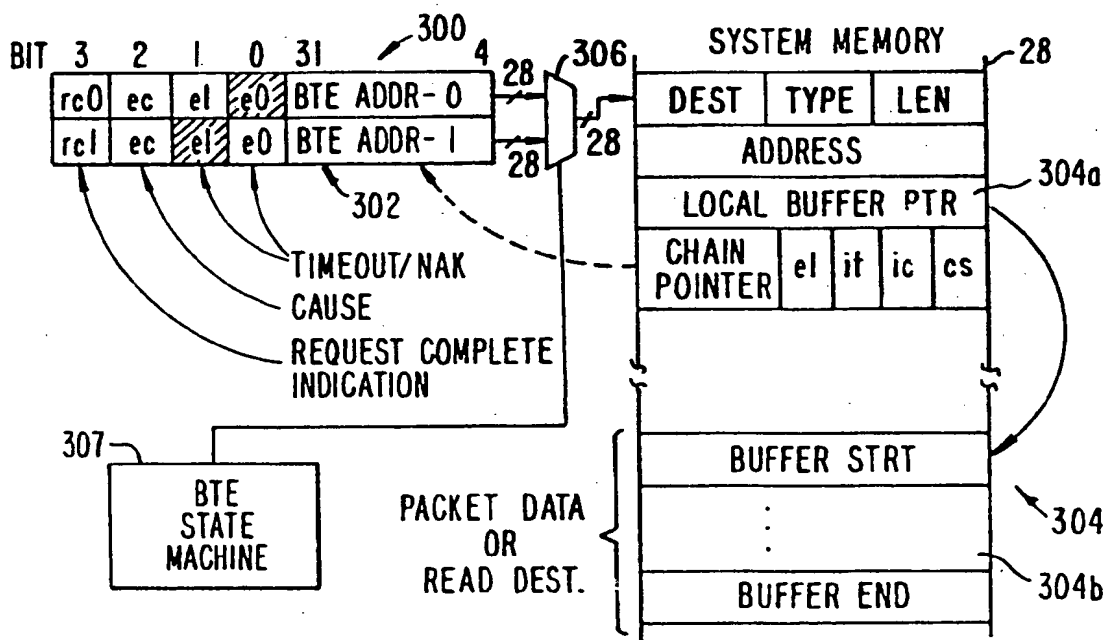 BIT 3 2 1 0 31 300 4
rc0 ec el e0 BTE ADDR-0
rcl ec el e0 BTE ADDR-1
28
28
306
28
302
TIMEOUT/NAK
CAUSE
REQUEST COMPLETE
INDICATION
307
BTE
STATE
MACHINE
SYSTEM MEMORY
28
DEST TYPE LEN
ADDRESS
LOCAL BUFFER PTR
304a
CHAIN
POINTER
el it ic cs
PACKET DATA
OR
READ DEST.
BUFFER STRT
304
304b
BUFFER END